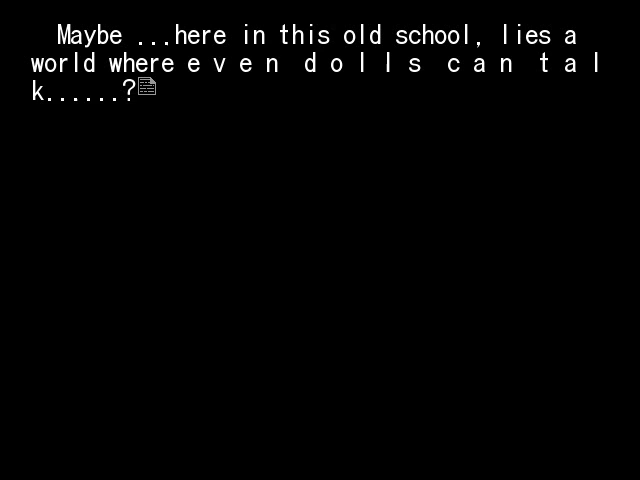 Maybe ...here in this old school, lies a
world where e v e n  d o l l s  c a n  t a l
k......?